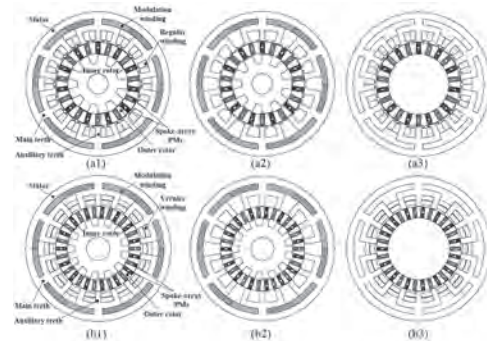 Stator
Modulation
winding
Regular
winding
Inner rotor
Spoke-array
PMs
Outer rotor
Main teeth
Auxiliary teeth
(a1)
(a2)
(a3)
Stator
Modulation
winding
Vernier
winding
Inner rotor
Spoke-array
PMs
Outer rotor
Main teeth
Auxiliary teeth
(b1)
(b2)
(b3)